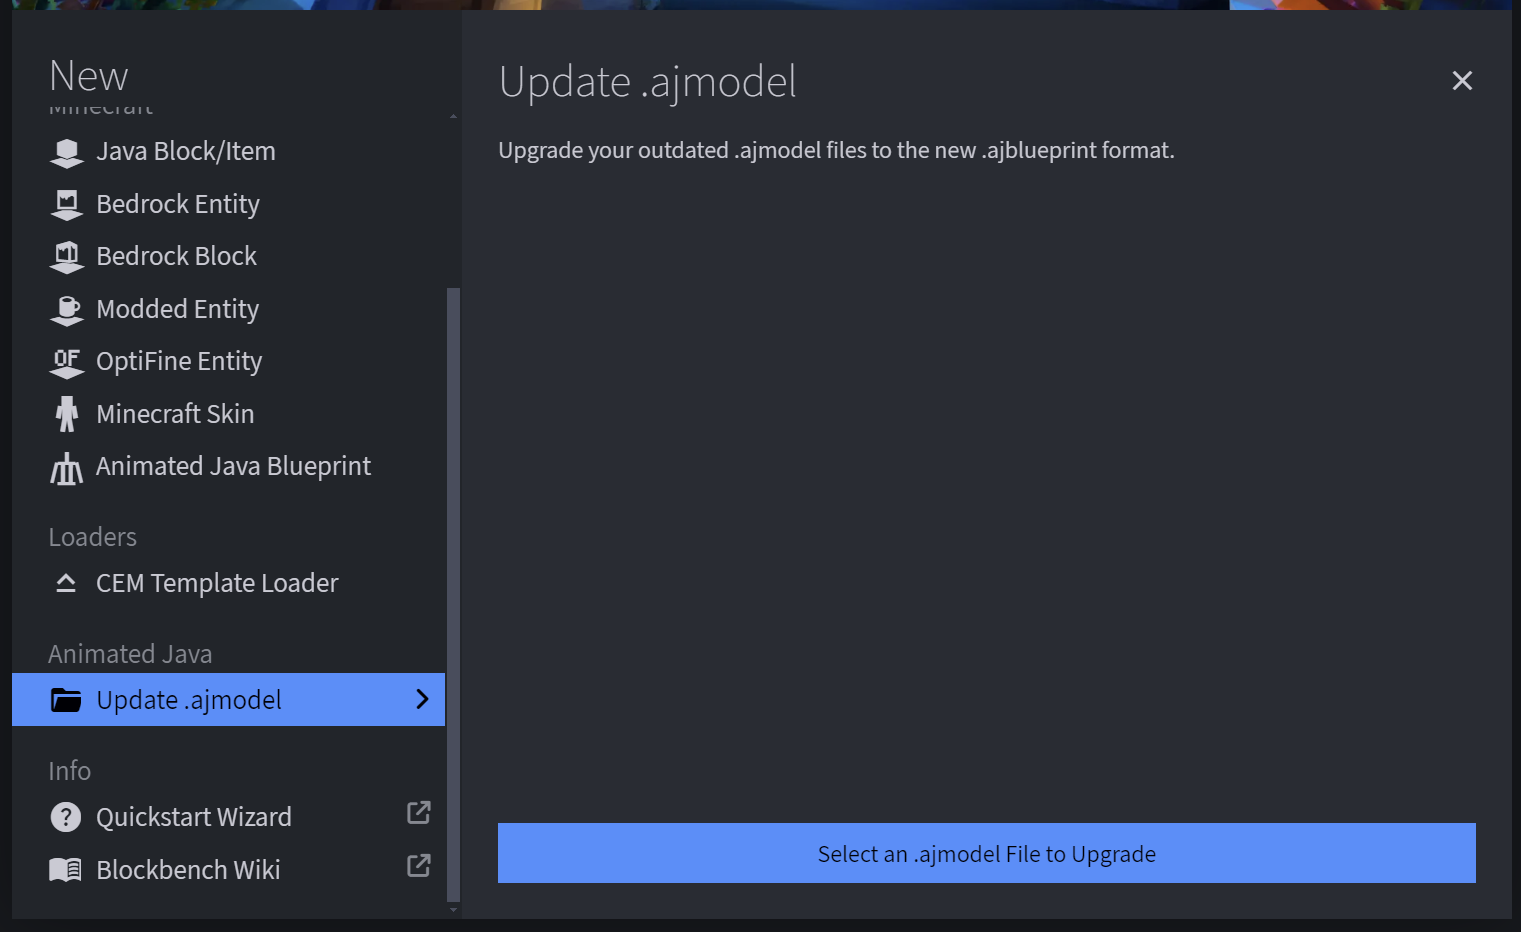 New
Minecraft
Java Block/Item
Bedrock Entity
Bedrock Block
Modded Entity
OF
OptiFine Entity
Minecraft Skin
Animated Java Blueprint
Loaders
CEM Template Loader
Animated Java
Update .ajmodel
Info
? Quickstart Wizard
Blockbench Wiki
Update .ajmodel
Upgrade your outdated .ajmodel files to the new .ajblueprint format.
Select an .ajmodel File to Upgrade